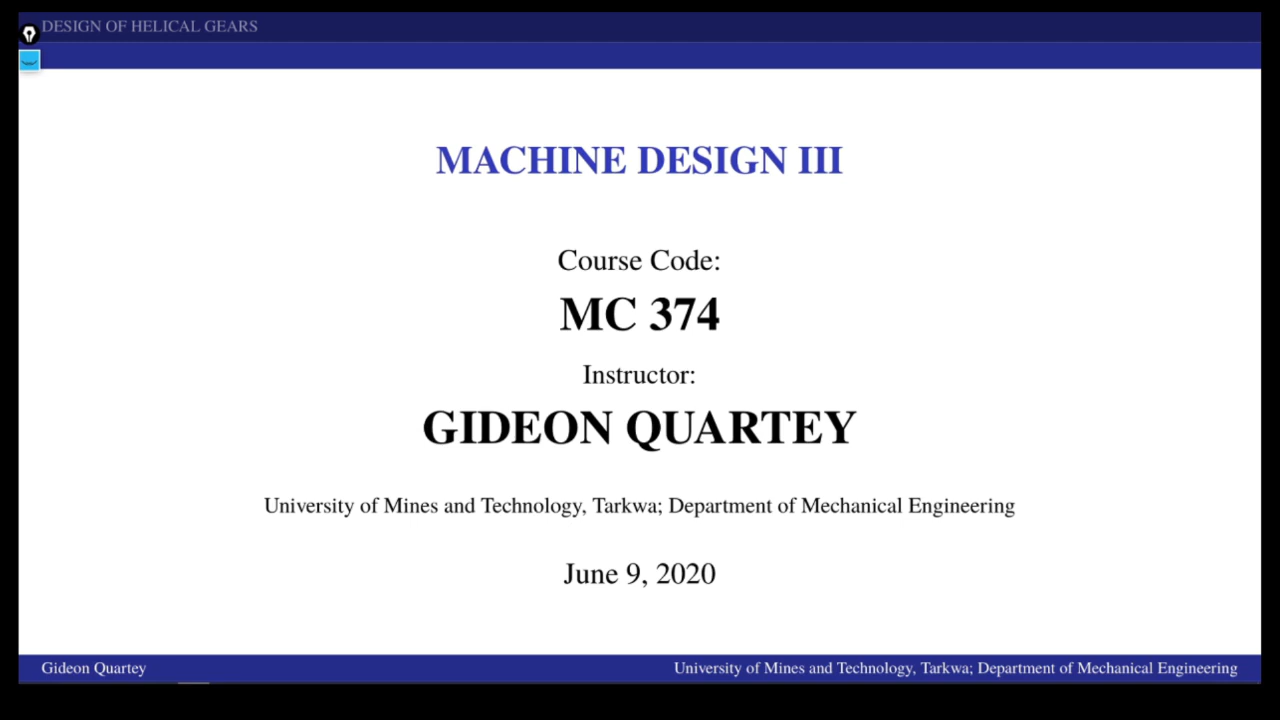 DESIGN OF HELICAL GEARS
MACHINE DESIGN III
Course Code:
MC 374
Instructor:
GIDEON QUARTEY
University of Mines and Technology, Tarkwa; Department of Mechanical Engineering
June 9, 2020
Gideon Quartey
University of Mines and Technology, Tarkwa; Department of Mechanical Engineering